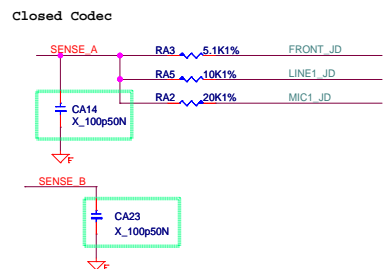 Closed Codec
SENSE_A RA3 5.1K1% FRONT_JD
RA5 10K1% LINE1_JD
RA2 20K1% MIC1_JD
CA14
X_100p50N
SENSE_B
CA23
X_100p50N